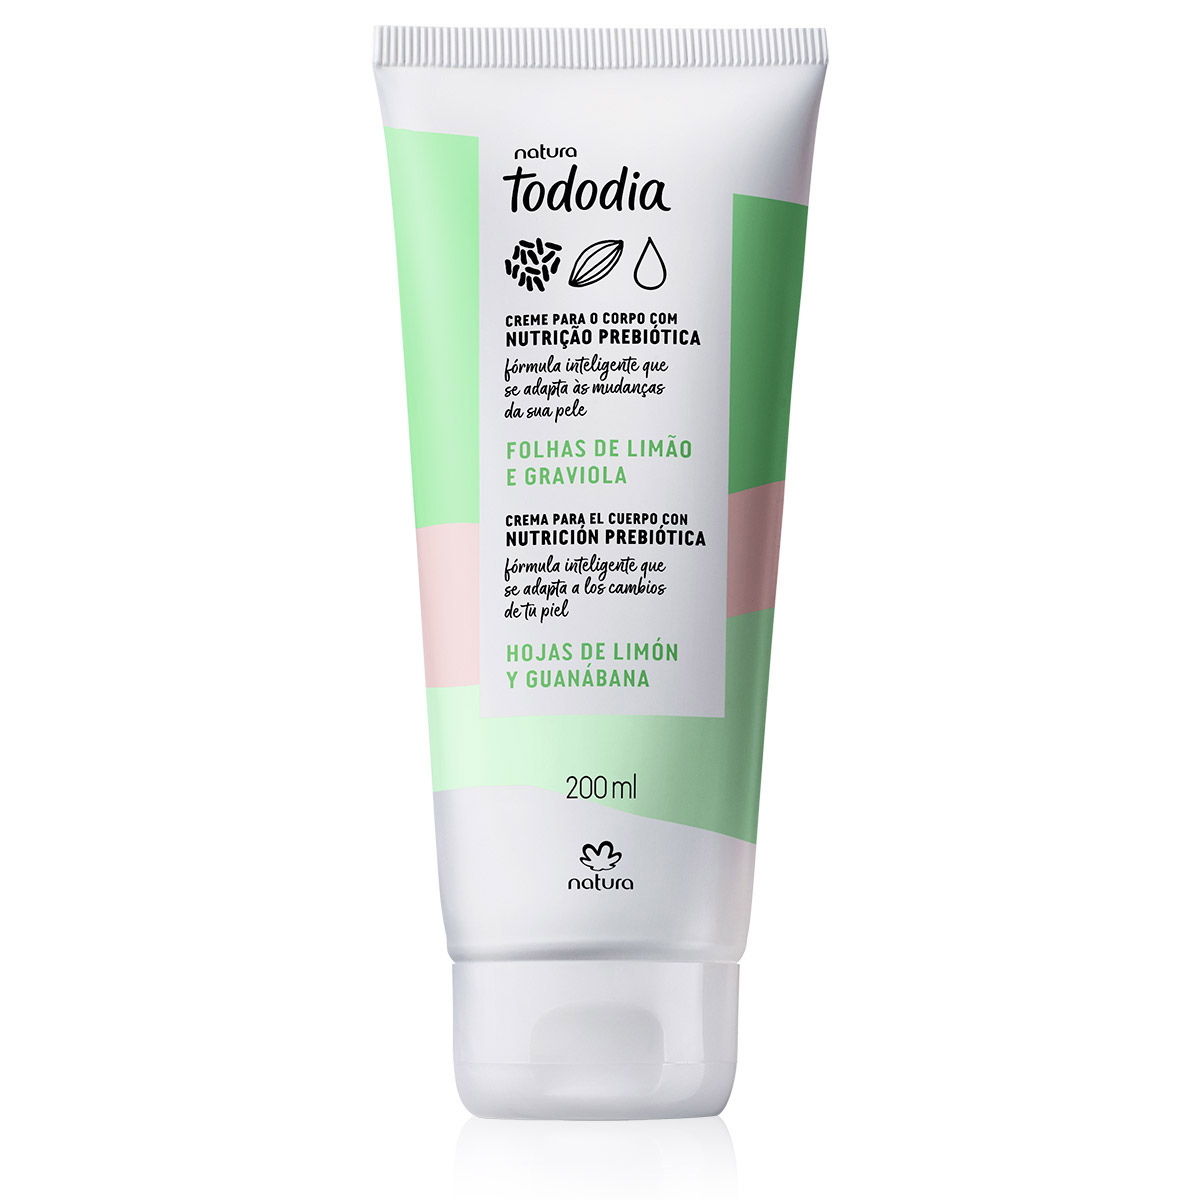 natura
Tododia
CREME PARA O CORPO COM
NUTRIÇÃO PREBIÓTICA
fórmula inteligente que
se adapta às mudanças
da sua pele
FOLHAS DE LIMÃO
E GRAVIOLA
CREMA PARA EL CUERPO CON
NUTRICIÓN PREBIÓTICA
fórmula inteligente que
se adapta a los cambios
de tu piel
HOJAS DE LIMÓN
Y GUANÁBANA
200 ml
natura